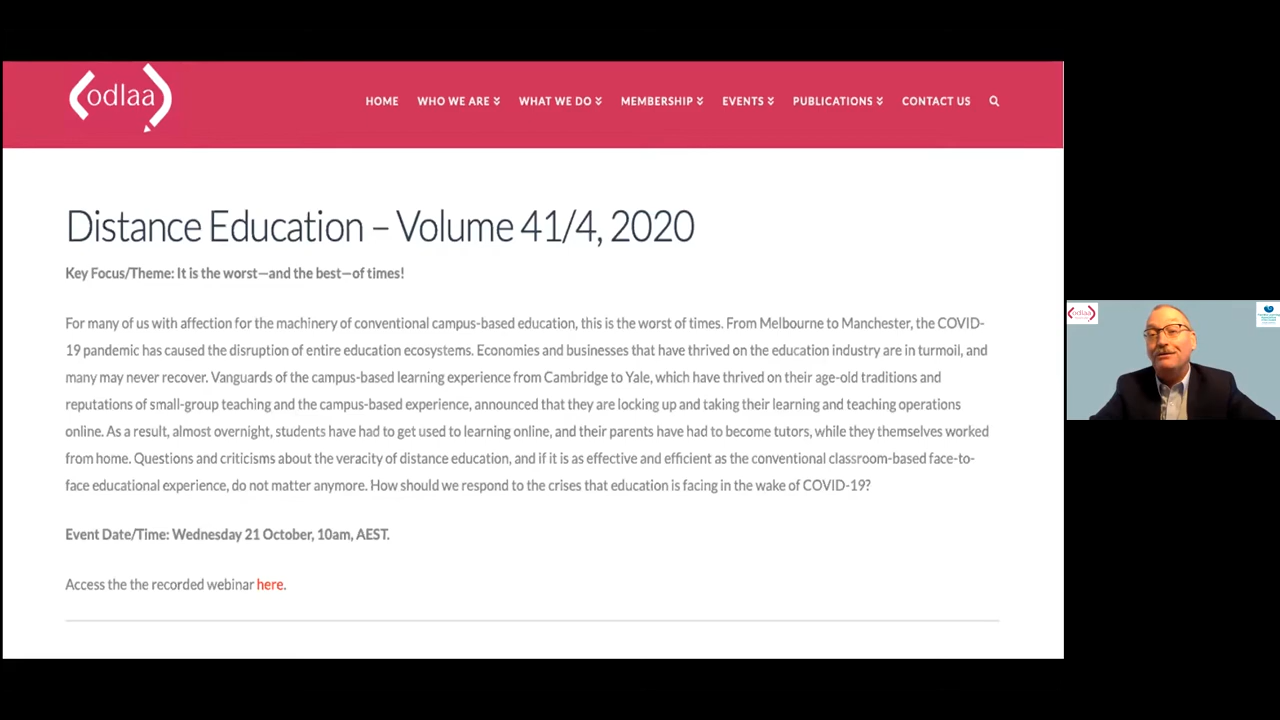 odlaa
HOME WHO WE ARE WHAT WE DO MEMBERSHIP EVENTS PUBLICATIONS CONTACT US
Distance Education – Volume 41/4, 2020
Key Focus/Theme: It is the worst—and the best—of times!
For many of us with affection for the machinery of conventional campus-based education, this is the worst of times. From Melbourne to Manchester, the COVID-
19 pandemic has caused the disruption of entire education ecosystems. Economies and businesses that have thrived on the education industry are in turmoil, and
many may never recover. Vanguards of the campus-based learning experience from Cambridge to Yale, which have thrived on their age-old traditions and
reputations of small-group teaching and the campus-based experience, announced that they are locking up and taking their learning and teaching operations
online. As a result, almost overnight, students have had to get used to learning online, and their parents have had to become tutors, while they themselves worked
from home. Questions and criticisms about the veracity of distance education, and if it is as effective and efficient as the conventional classroom-based face-to-
face educational experience, do not matter anymore. How should we respond to the crises that education is facing in the wake of COVID-19?
Event Date/Time: Wednesday 21 October, 10am, AEST.
Access the the recorded webinar here.
odlaa